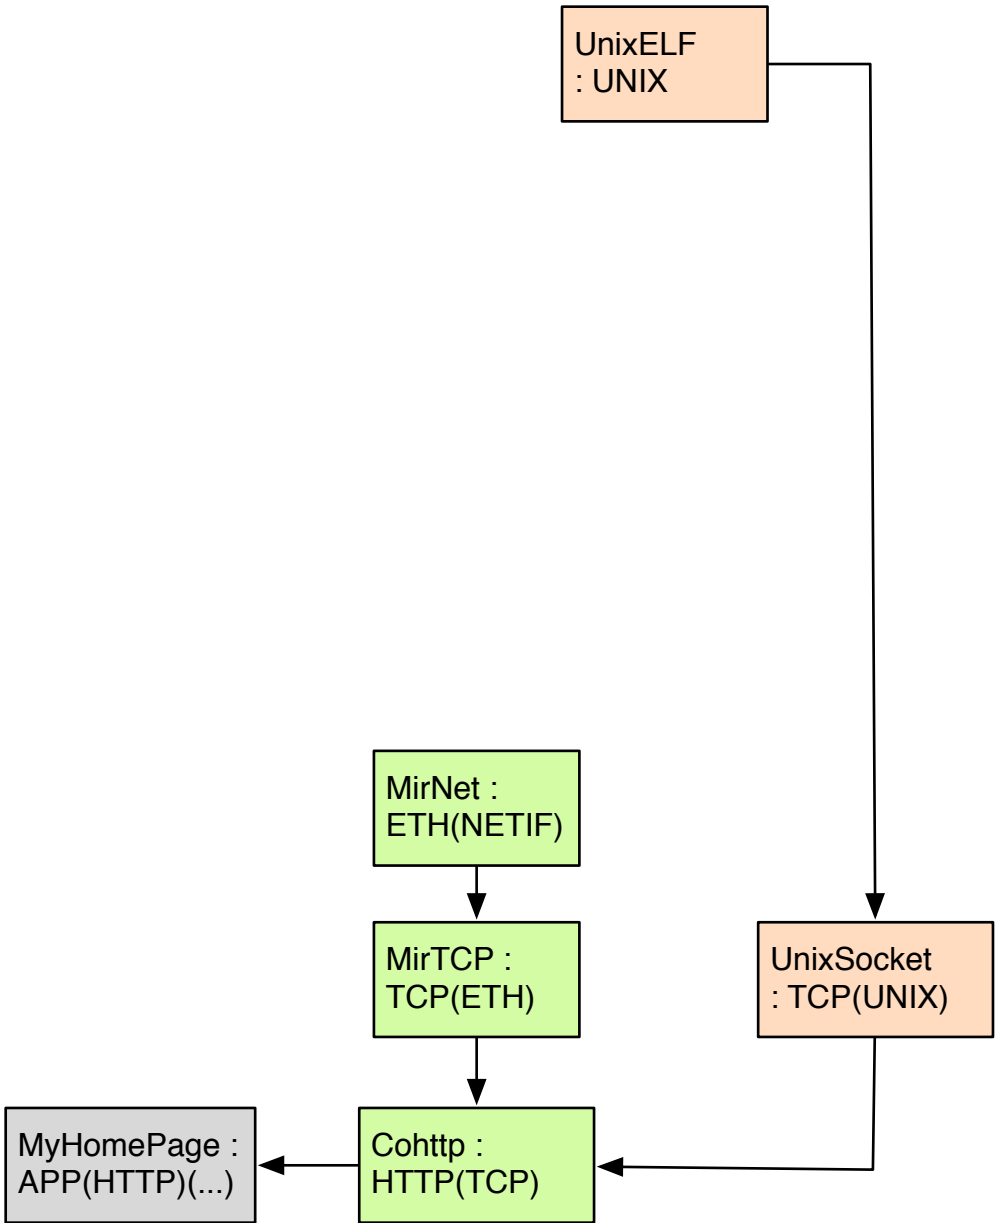 UnixELF
: UNIX
MirNet :
ETH(NETIF)
MirTCP :
TCP(ETH)
UnixSocket
: TCP(UNIX)
MyHomePage :
APP(HTTP)(...)
Cohttp :
HTTP(TCP)